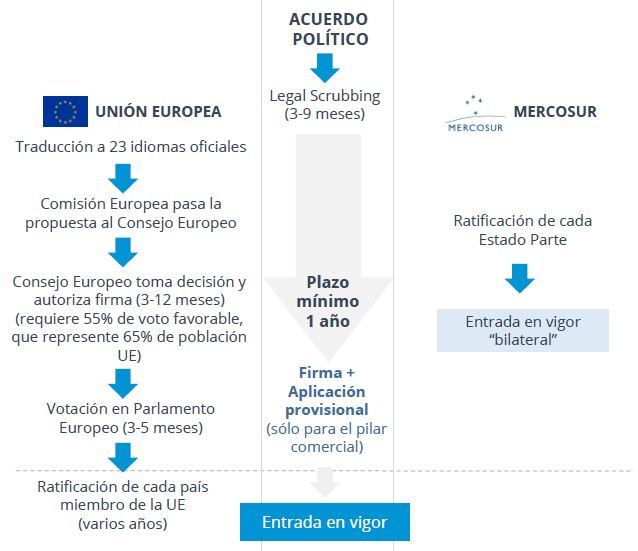 ACUERDO
POLÍTICO
Legal Scrubbing
(3-9 meses)
UNIÓN EUROPEA
Traducción a 23 idiomas oficiales
Comisión Europea pasa la
propuesta al Consejo Europeo
Consejo Europeo toma decisión y
autoriza firma (3-12 meses)
(requiere 55% de voto favorable,
que represente 65% de población
UE)
Votación en Parlamento
Europeo (3-5 meses)
Ratificación de cada país
miembro de la UE
(varios años)
Plazo
mínimo
1 año
Firma +
Aplicación
provisional
(sólo para el pilar
comercial)
Entrada en vigor
MERCOSUR
MERCOSUR
Ratificación de cada
Estado Parte
Entrada en vigor
“bilateral”